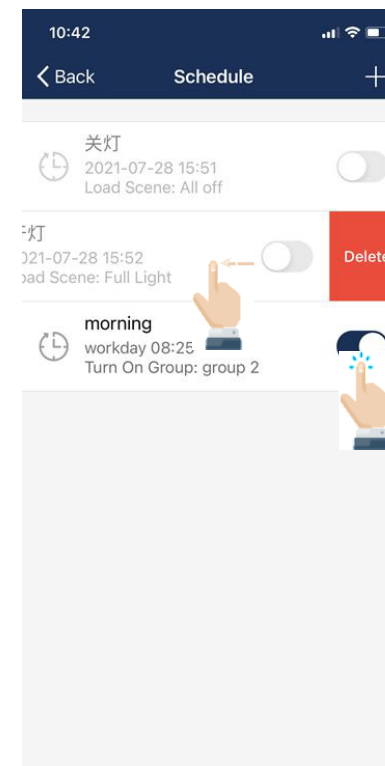 10:42
Back
Schedule
关灯
2021-07-28 15:51
Load Scene: All off
灯
021-07-28 15:52
ad Scene: Full Light
Delete
morning
workday 08:25
Turn On Group: group 2